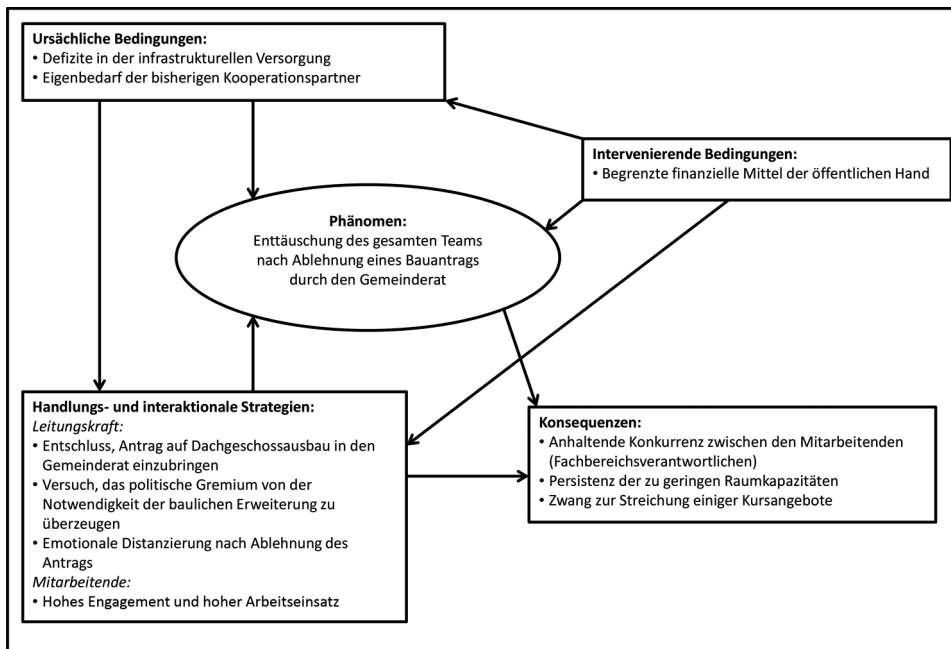 Ursächliche Bedingungen:
• Defizite in der infrastrukturellen Versorgung
• Eigenbedarf der bisherigen Kooperationspartner
Intervenierende Bedingungen:
• Begrenzte finanzielle Mittel der öffentlichen Hand
Phänomen:
Enttäuschung des gesamten Teams
nach Ablehnung eines Bauantrags
durch den Gemeinderat
Handlungs- und interaktionale Strategien:
Leitungskraft:
• Entschluss, Antrag auf Dachgeschossausbau in den
Gemeinderat einzubringen
• Versuch, das politische Gremium von der
Notwendigkeit der baulichen Erweiterung zu
überzeugen
• Emotionale Distanzierung nach Ablehnung des
Antrags
Mitarbeitende:
• Hohes Engagement und hoher Arbeitseinsatz
Konsequenzen:
• Anhaltende Konkurrenz zwischen den Mitarbeitenden
(Fachbereichsverantwortlichen)
• Persistenz der zu geringen Raumkapazitäten
• Zwang zur Streichung einiger Kursangebote